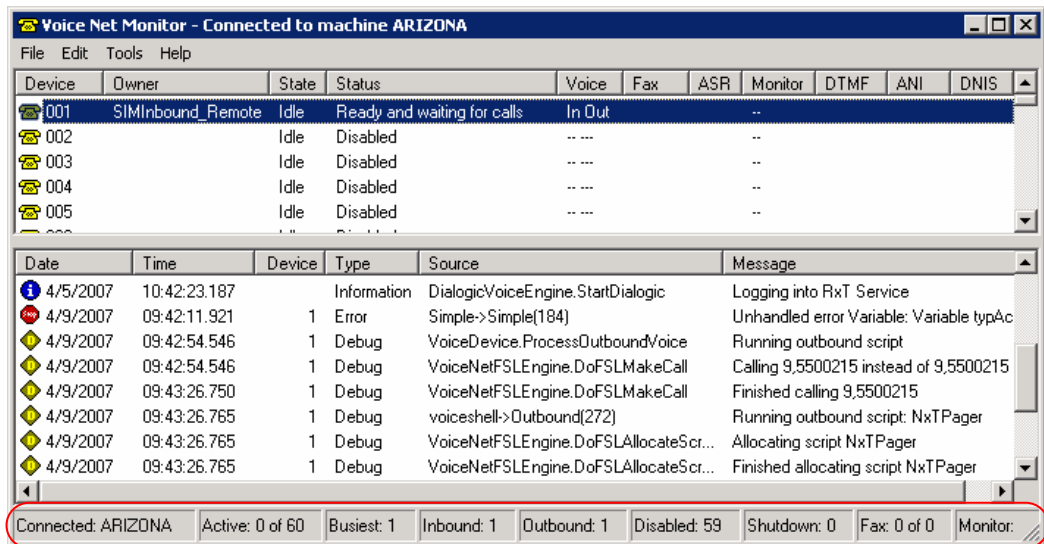 Voice Net Monitor - Connected to machine ARIZONA
File Edit Tools Help
Device Owner State Status Voice Fax ASR Monitor DTMF ANI DNIS
001 SIMInbound_Remote Idle Ready and waiting for calls In Out --
002 Idle Disabled -- --- --
003 Idle Disabled -- --- --
004 Idle Disabled -- --- --
005 Idle Disabled -- --- --
Date Time Device Type Source Message
4/5/2007 10:42:23.187 Information DialogicVoiceEngine.StartDialogic Logging into RxT Service
4/9/2007 09:42:11.921 1 Error Simple->Simple(184) Unhandled error Variable: Variable typAc
4/9/2007 09:42:54.546 1 Debug VoiceDevice.ProcessOutboundVoice Running outbound script
4/9/2007 09:42:54.546 1 Debug VoiceNetFSLEngine.DoFSLMakeCall Calling 9,5500215 instead of 9,5500215
4/9/2007 09:43:26.750 1 Debug VoiceNetFSLEngine.DoFSLMakeCall Finished calling 9,5500215
4/9/2007 09:43:26.765 1 Debug voiceshell->Outbound(272) Running outbound script: NxTPager
4/9/2007 09:43:26.765 1 Debug VoiceNetFSLEngine.DoFSLAllocateScr... Allocating script NxTPager
4/9/2007 09:43:26.765 1 Debug VoiceNetFSLEngine.DoFSLAllocateScr... Finished allocating script NxTPager
Connected: ARIZONA Active: 0 of 60 Busiest: 1 Inbound: 1 Outbound: 1 Disabled: 59 Shutdown: 0 Fax: 0 of 0 Monitor: